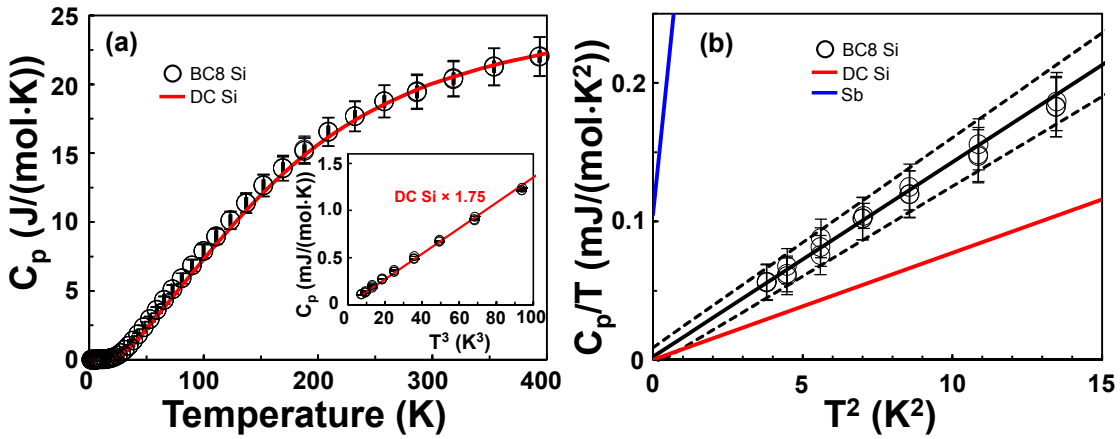 (a)
BC8 Si
DC Si
C_p (J/(mol·K))
25
20
15
10
5
0
0
100
200
300
400
Temperature (K)
DC Si × 1.75
C_p (mJ/(mol·K))
1.5
1.0
0.5
0
0
20
40
60
80
100
T³ (K³)
(b)
BC8 Si
DC Si
Sb
C_p/T (mJ/(mol·K²)
0.2
0.1
0
0
5
10
15
T² (K²)